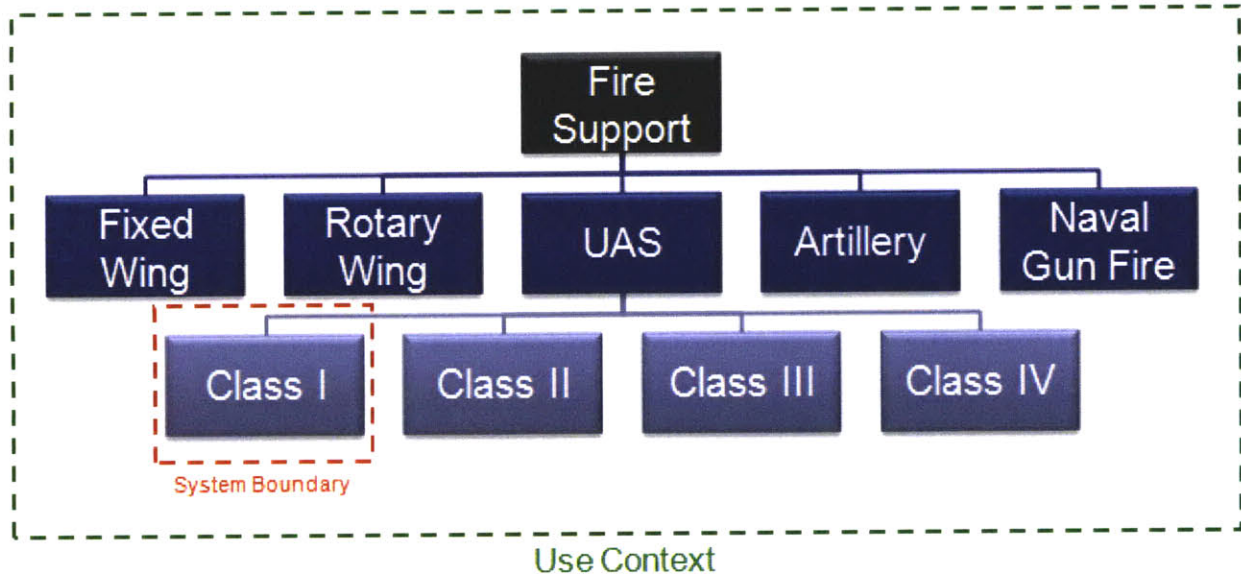 Fire
Support
Fixed
Wing
Rotary
Wing
UAS
Artillery
Naval
Gun Fire
Class I
Class II
Class III
Class IV
System Boundary
Use Context